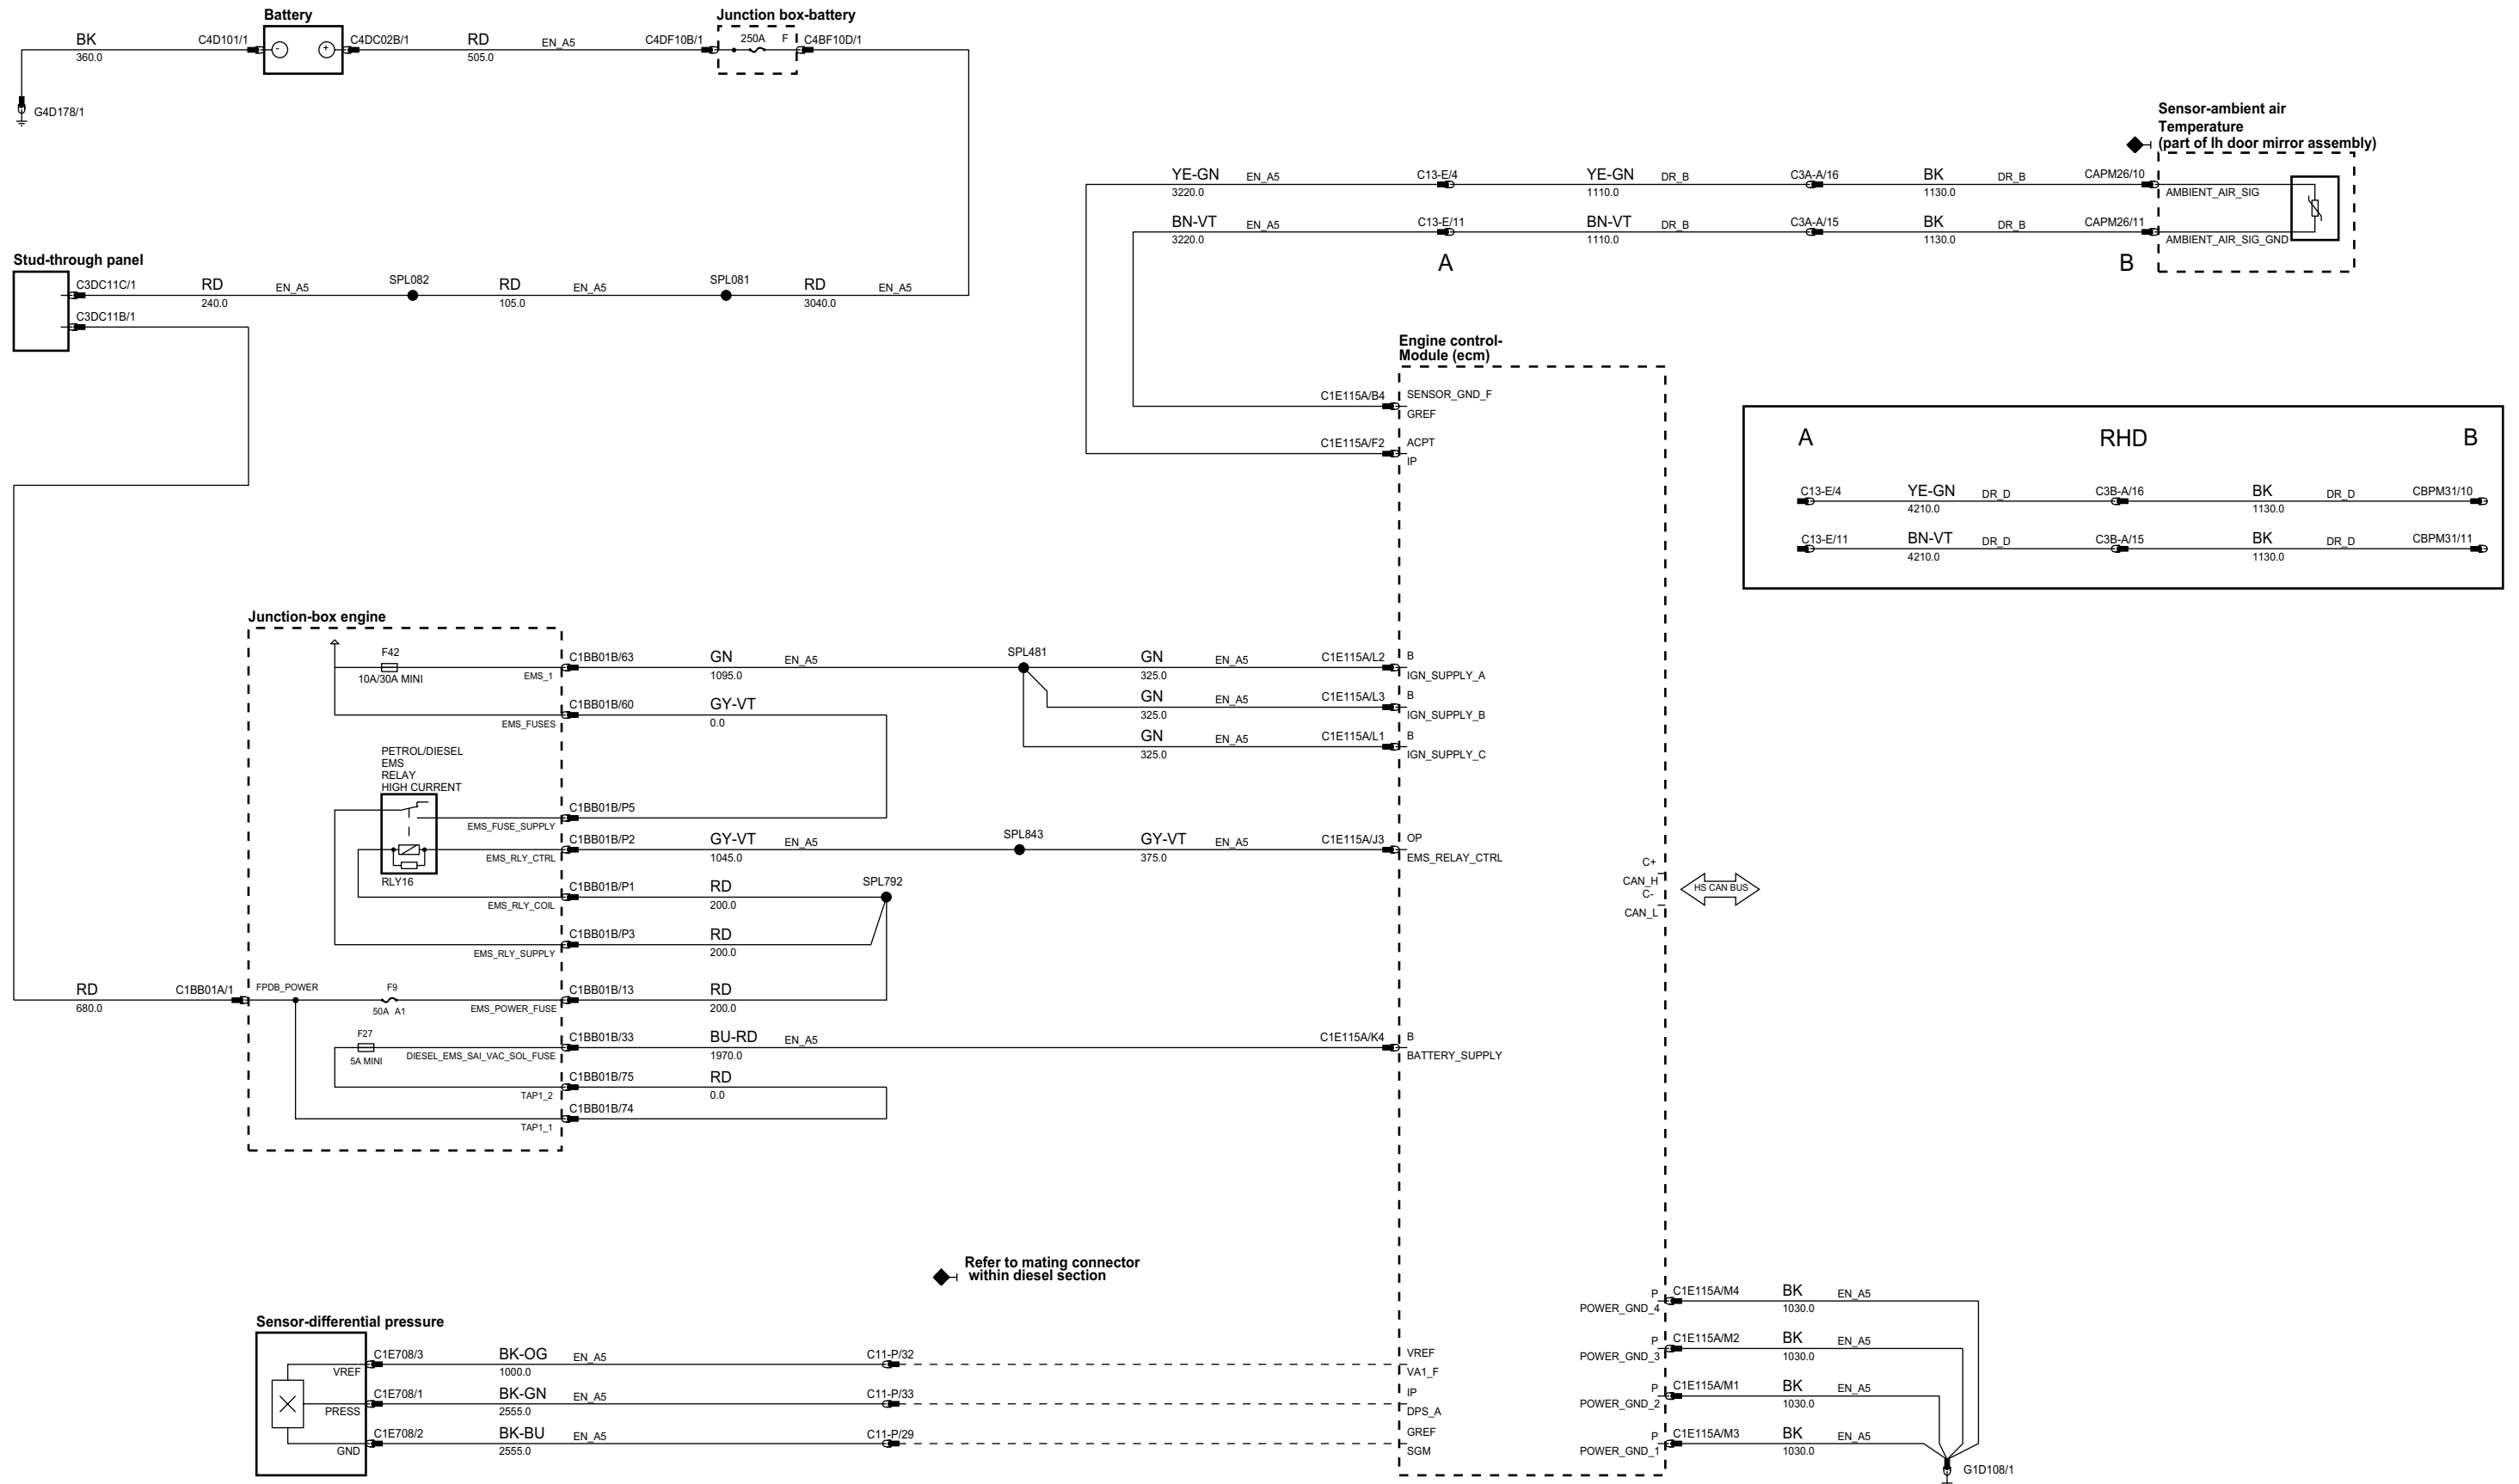 Battery
Junction box-battery
BK
360.0
C4D101/1
-
+
C4DC02B/1
RD
505.0
EN_A5
C4DF10B/1
250A F
C4BF10D/1
G4D178/1
Sensor-ambient air
Temperature
(part of lh door mirror assembly)
YE-GN
3220.0
EN_A5
C13-E/4
YE-GN
1110.0
DR_B
C3A-A/16
BK
1130.0
DR_B
CAPM26/10
AMBIENT_AIR_SIG
BN-VT
3220.0
EN_A5
C13-E/11
BN-VT
1110.0
DR_B
C3A-A/15
BK
1130.0
DR_B
CAPM26/11
AMBIENT_AIR_SIG_GND
A
B
Stud-through panel
C3DC11C/1
RD
240.0
EN_A5
SPL082
RD
105.0
EN_A5
SPL081
RD
3040.0
EN_A5
C3DC11B/1
Engine control-
Module (ecm)
C1E115A/B4
SENSOR_GND_F
GREF
C1E115A/F2
ACPT
IP
A
RHD
B
C13-E/4
YE-GN
4210.0
DR_D
C3B-A/16
BK
1130.0
DR_D
CBPM31/10
C13-E/11
BN-VT
4210.0
DR_D
C3B-A/15
BK
1130.0
DR_D
CBPM31/11
Junction-box engine
F42
10A/30A MINI
EMS_1
C1BB01B/63
GN
1095.0
EN_A5
SPL481
GN
325.0
EN_A5
C1E115A/L2
B
IGN_SUPPLY_A
EMS_FUSES
C1BB01B/60
GY-VT
0.0
GN
325.0
EN_A5
C1E115A/L3
B
IGN_SUPPLY_B
GN
325.0
EN_A5
C1E115A/L1
B
IGN_SUPPLY_C
PETROL/DIESEL
EMS
RELAY
HIGH CURRENT
EMS_FUSE_SUPPLY
C1BB01B/P5
EMS_RLY_CTRL
C1BB01B/P2
GY-VT
1045.0
EN_A5
SPL843
GY-VT
375.0
EN_A5
C1E115A/J3
OP
EMS_RELAY_CTRL
RLY16
EMS_RLY_COIL
C1BB01B/P1
RD
200.0
SPL792
C+
CAN_H
C-
CAN_L
HS CAN BUS
EMS_RLY_SUPPLY
C1BB01B/P3
RD
200.0
RD
680.0
C1BB01A/1
FPDB_POWER
F9
50A A1
EMS_POWER_FUSE
C1BB01B/13
RD
200.0
F27
5A MINI
DIESEL_EMS_SAI_VAC_SOL_FUSE
C1BB01B/33
BU-RD
1970.0
EN_A5
C1E115A/K4
B
BATTERY_SUPPLY
TAP1_2
C1BB01B/75
RD
0.0
TAP1_1
C1BB01B/74
Refer to mating connector
within diesel section
Sensor-differential pressure
VREF
C1E708/3
BK-OG
1000.0
EN_A5
C11-P/32
VREF
VA1_F
PRESS
C1E708/1
BK-GN
2555.0
EN_A5
C11-P/33
IP
DPS_A
GND
C1E708/2
BK-BU
2555.0
EN_A5
C11-P/29
GREF
SGM
P
POWER_GND_4
C1E115A/M4
BK
1030.0
EN_A5
P
POWER_GND_3
C1E115A/M2
BK
1030.0
EN_A5
P
POWER_GND_2
C1E115A/M1
BK
1030.0
EN_A5
P
POWER_GND_1
C1E115A/M3
BK
1030.0
EN_A5
G1D108/1